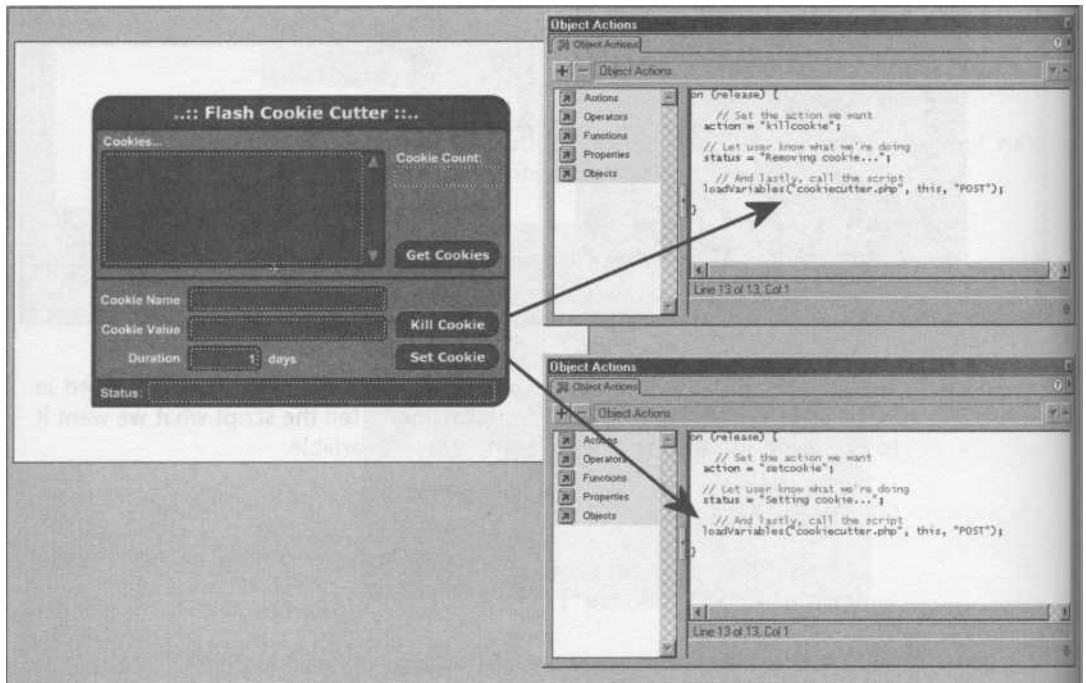 ..:: Flash Cookie Cutter ::..
Cookies...
Cookie Count:
Get Cookies
Cookie Name
Cookie Value
Kill Cookie
Duration
1 days
Set Cookie
Status:
Object Actions
Object Actions
Object Actions
Actions
Operators
Functions
Properties
Objects
on (release) {
// Set the action we want
action = "killcookie";
// Let user know what we're doing
status = "Removing cookie...";
// And lastly, call the script
loadVariables("cookiecutter.php", this, "POST");
}
Line 13 of 13, Col 1
Object Actions
Object Actions
Object Actions
Actions
Operators
Functions
Properties
Objects
on (release) {
// Set the action we want
action = "setcookie";
// Let user know what we're doing
status = "Setting cookie...";
// And lastly, call the script
loadVariables("cookiecutter.php", this, "POST");
}
Line 13 of 13, Col 1